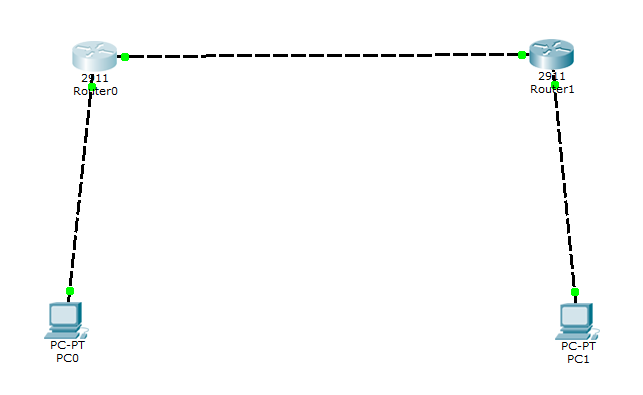 2911
Router0
2911
Router1
PC-PT
PC0
PC-PT
PC1